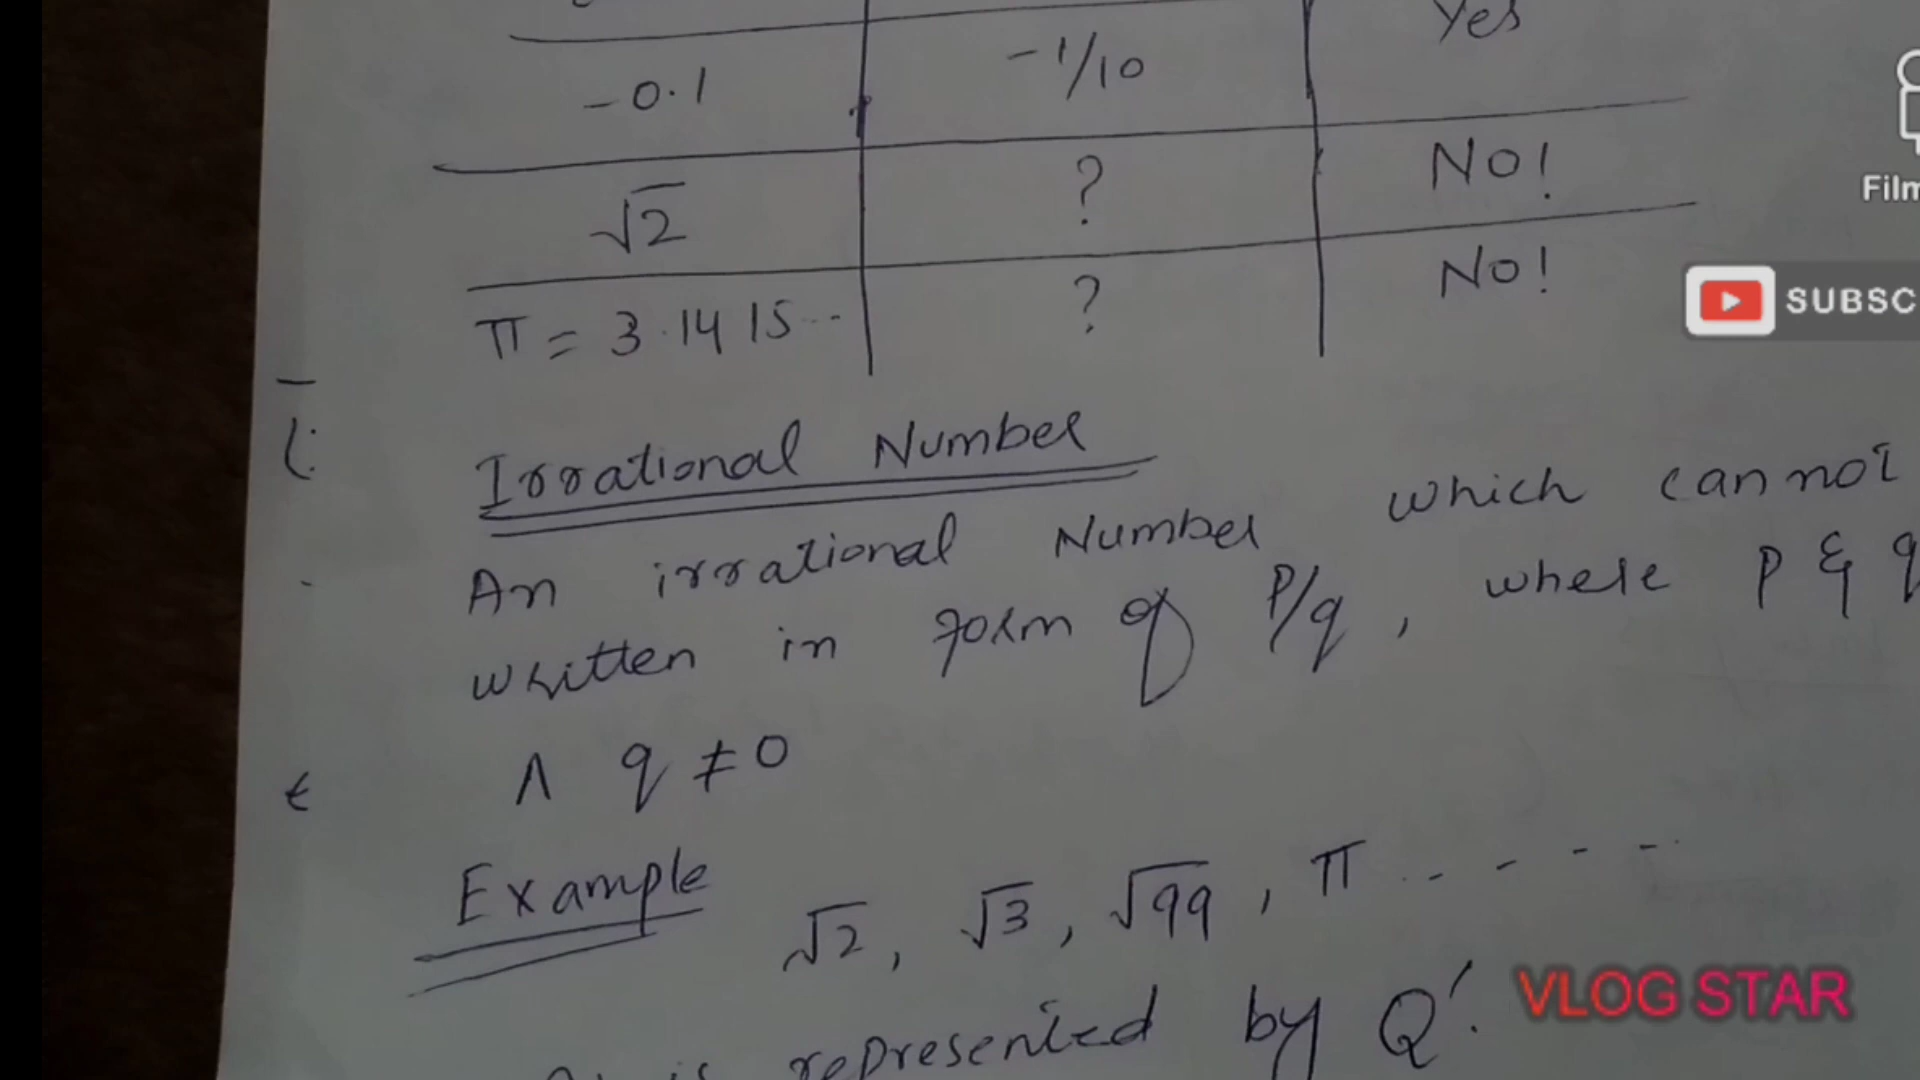 Yes
-0.1 -1/10
√2 ? No!
π = 3.1415... ? No!
Irrational Number
An irrational Number which cannot
written in form of P/q, where p & q
∧ q ≠ 0
Example
√2, √3, √99, π - - - -
is represented by Q'.
Film
SUBSC
VLOG STAR